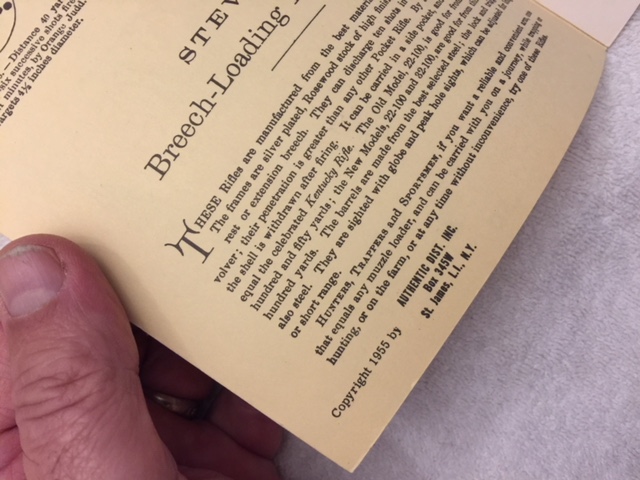 Distance 40 yar
successive shots fro
minutes by Orange Judd.
argus 4½ inches diameter.
STEV
Breech-Loading
THESE Rifles are manufactured from the best materi
The frames are silver plated, Rosewood stock of high finis
rest or extension breech. They can discharge ten shots in
volver; their penetration is greater than any other Pocket Rifle. By
the shell is withdrawn after firing. It can be carried in a side pocket, and
equal the celebrated Kentucky Rifle. The Old Model, 22-100, is good for from
hundred and fifty yards; the New Models, 22-100 and 32-100, are good for
hundred yards. The barrels are made from the best selected steel; the lock
also steel. They are sighted with globe and peak hole sights, which can be adjusted
or short range.
HUNTERS, TRAPPERS and SPORTSMEN, if you want a reliable and convenient
that equals any muzzle loader, and can be carried with you on a journey while
hunting, or on the farm, or at any time without inconvenience, try one of these
AUTHENTIC DIST. INC.
Box 345W
St. James, L.I., N.Y.
Copyright 1955 by